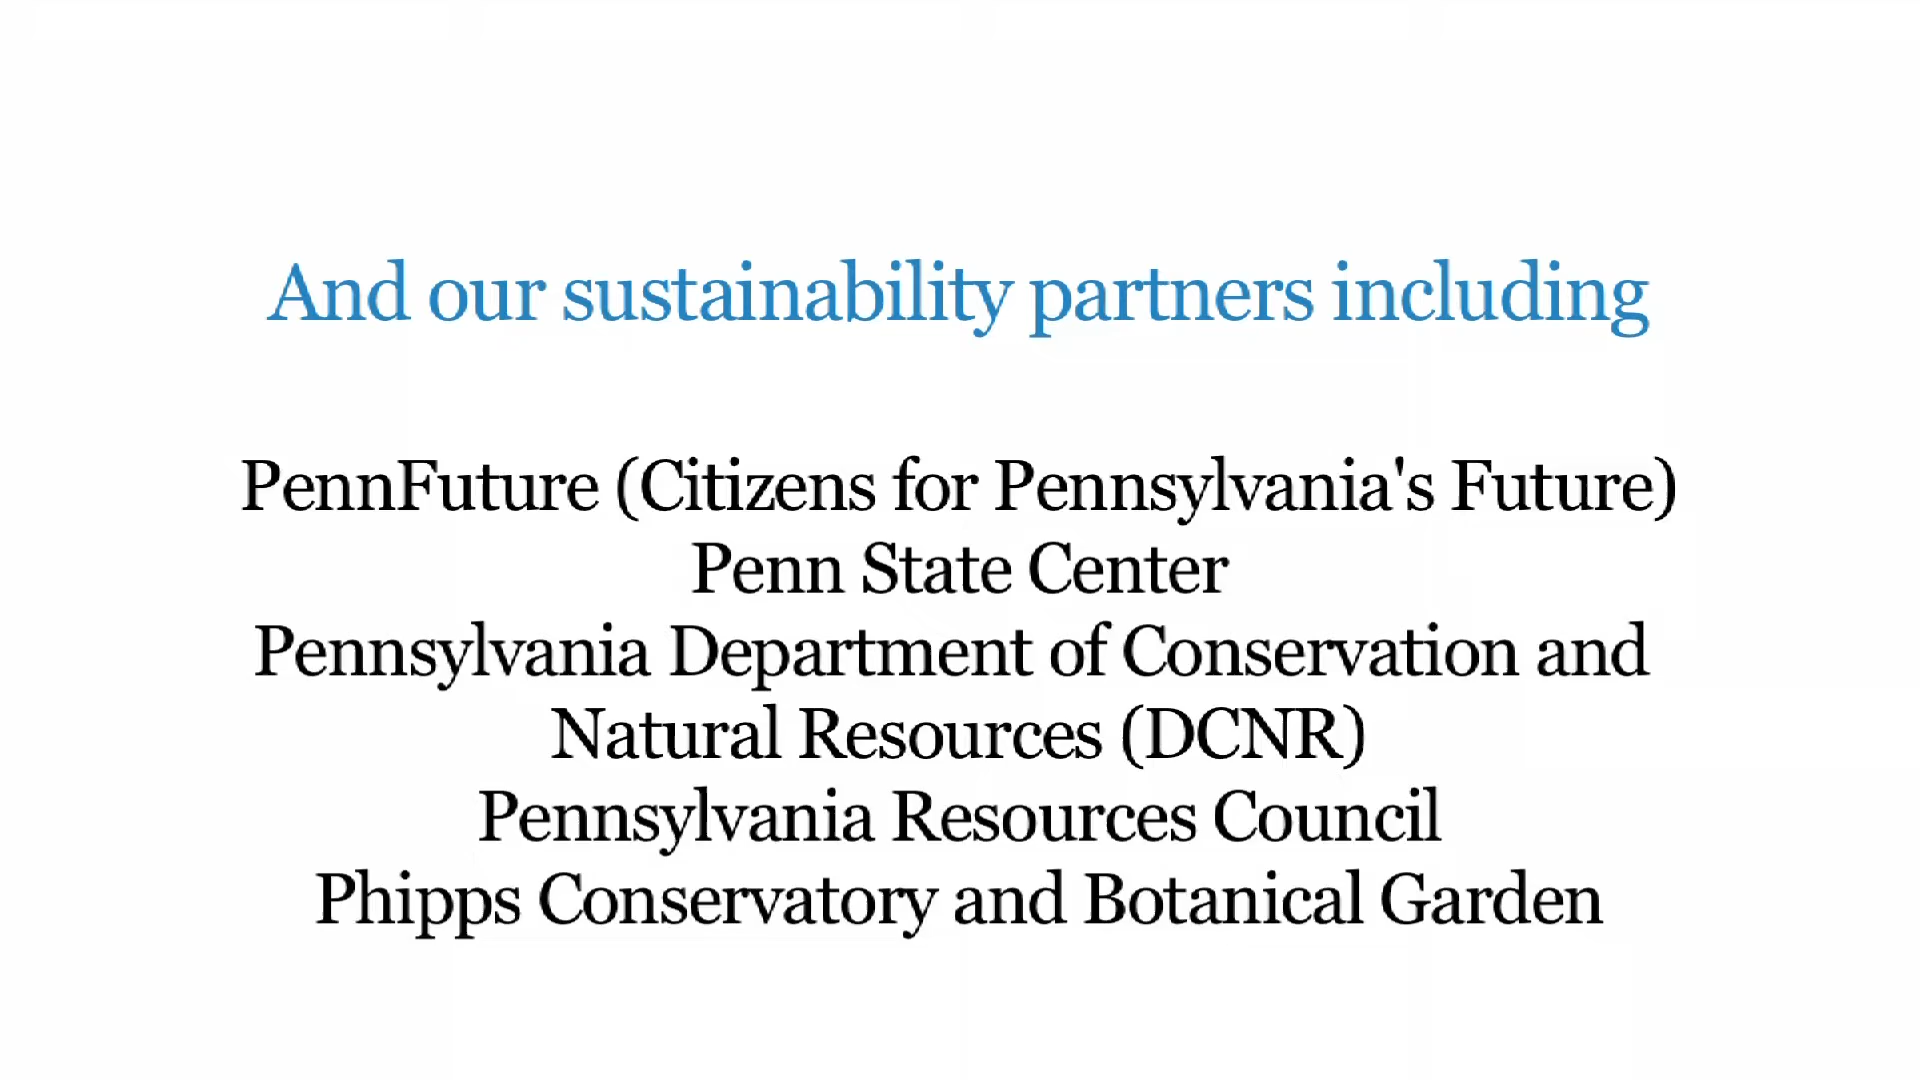 And our sustainability partners including
PennFuture (Citizens for Pennsylvania's Future)
Penn State Center
Pennsylvania Department of Conservation and
Natural Resources (DCNR)
Pennsylvania Resources Council
Phipps Conservatory and Botanical Garden